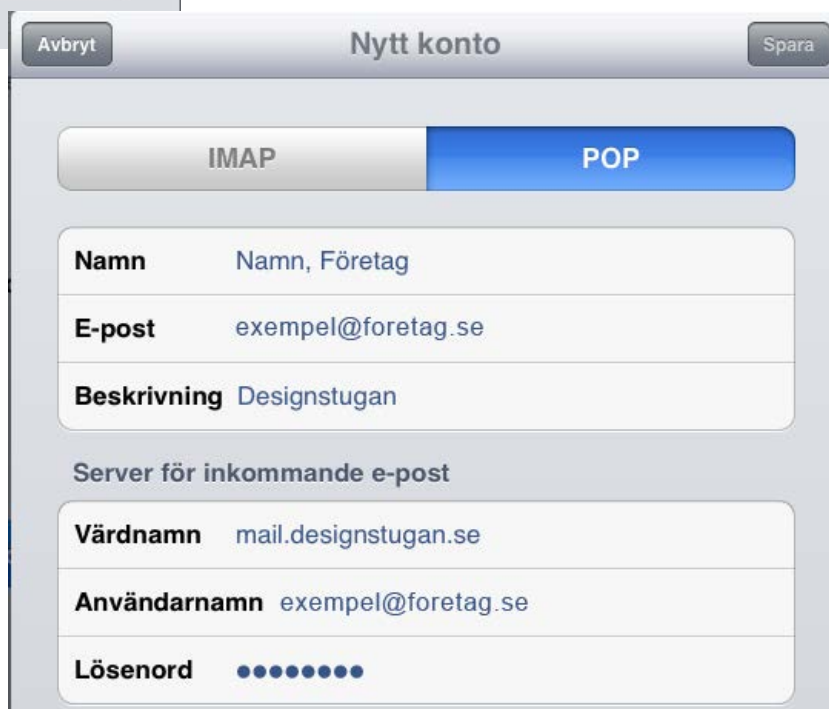 Avbryt Nytt konto Spara
IMAP POP
Namn Namn, Företag
E-post exempel@foretag.se
Beskrivning Designstugan
Server för inkommande e-post
Värdnamn mail.designstugan.se
Användarnamn exempel@foretag.se
Lösenord ●●●●●●●●